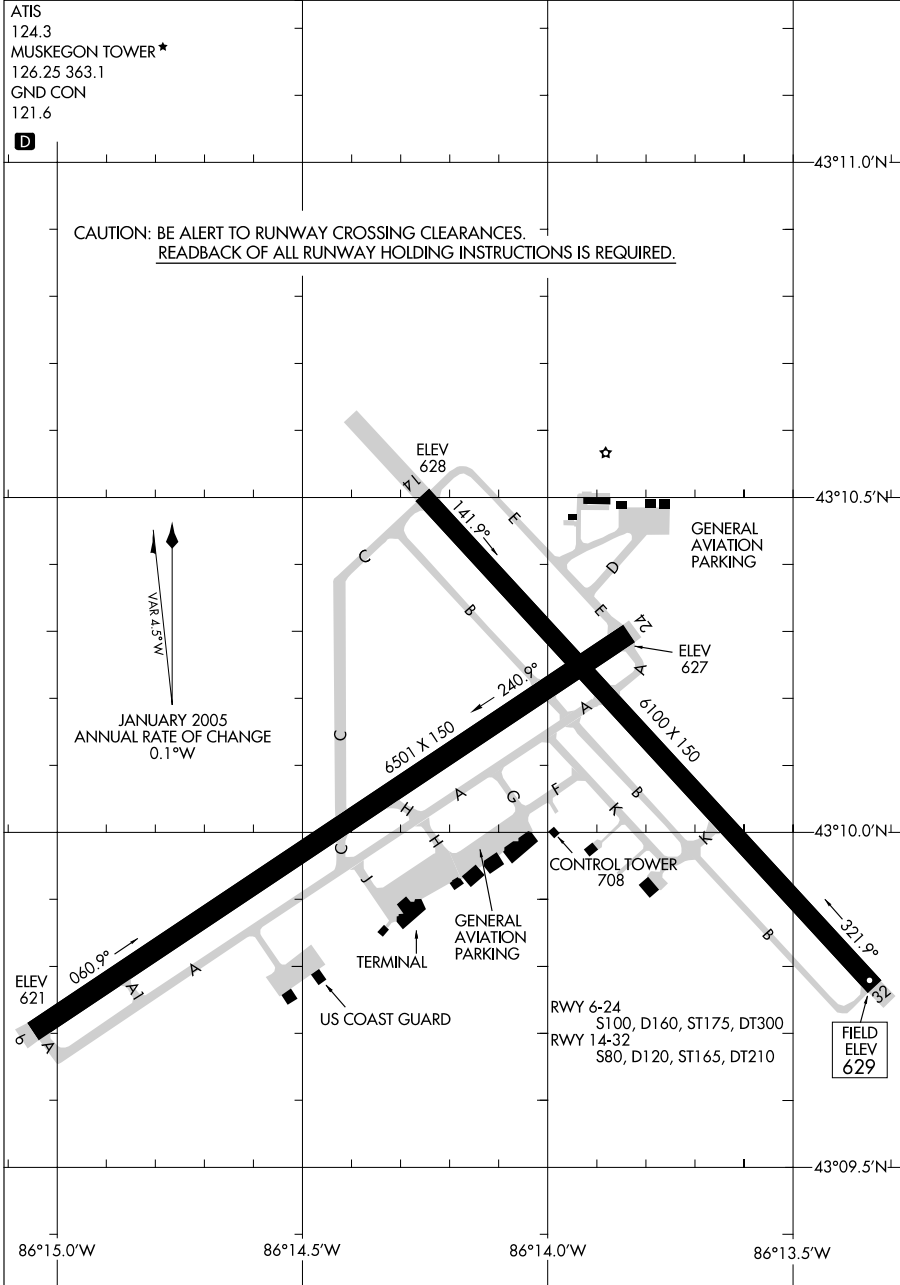 ATIS
124.3
MUSKEGON TOWER★
126.25 363.1
GND CON
121.6
D
43°11.0'N
CAUTION: BE ALERT TO RUNWAY CROSSING CLEARANCES.
READBACK OF ALL RUNWAY HOLDING INSTRUCTIONS IS REQUIRED.
ELEV
628
14
43°10.5'N
141.9°
E
GENERAL
AVIATION
PARKING
C
D
VAR 4.5°W
B
E
24
ELEV
627
A
240.9°
JANUARY 2005
ANNUAL RATE OF CHANGE
0.1°W
A
6100 X 150
C
6501 X 150
H
A
G
F
K
B
43°10.0'N
H
K
C
CONTROL TOWER
708
J
GENERAL
AVIATION
PARKING
TERMINAL
B
321.9°
060.9°
A
ELEV
621
A1
32
US COAST GUARD
RWY 6-24
S100, D160, ST175, DT300
RWY 14-32
S80, D120, ST165, DT210
FIELD
ELEV
629
6
A
43°09.5'N
86°15.0'W
86°14.5'W
86°14.0'W
86°13.5'W